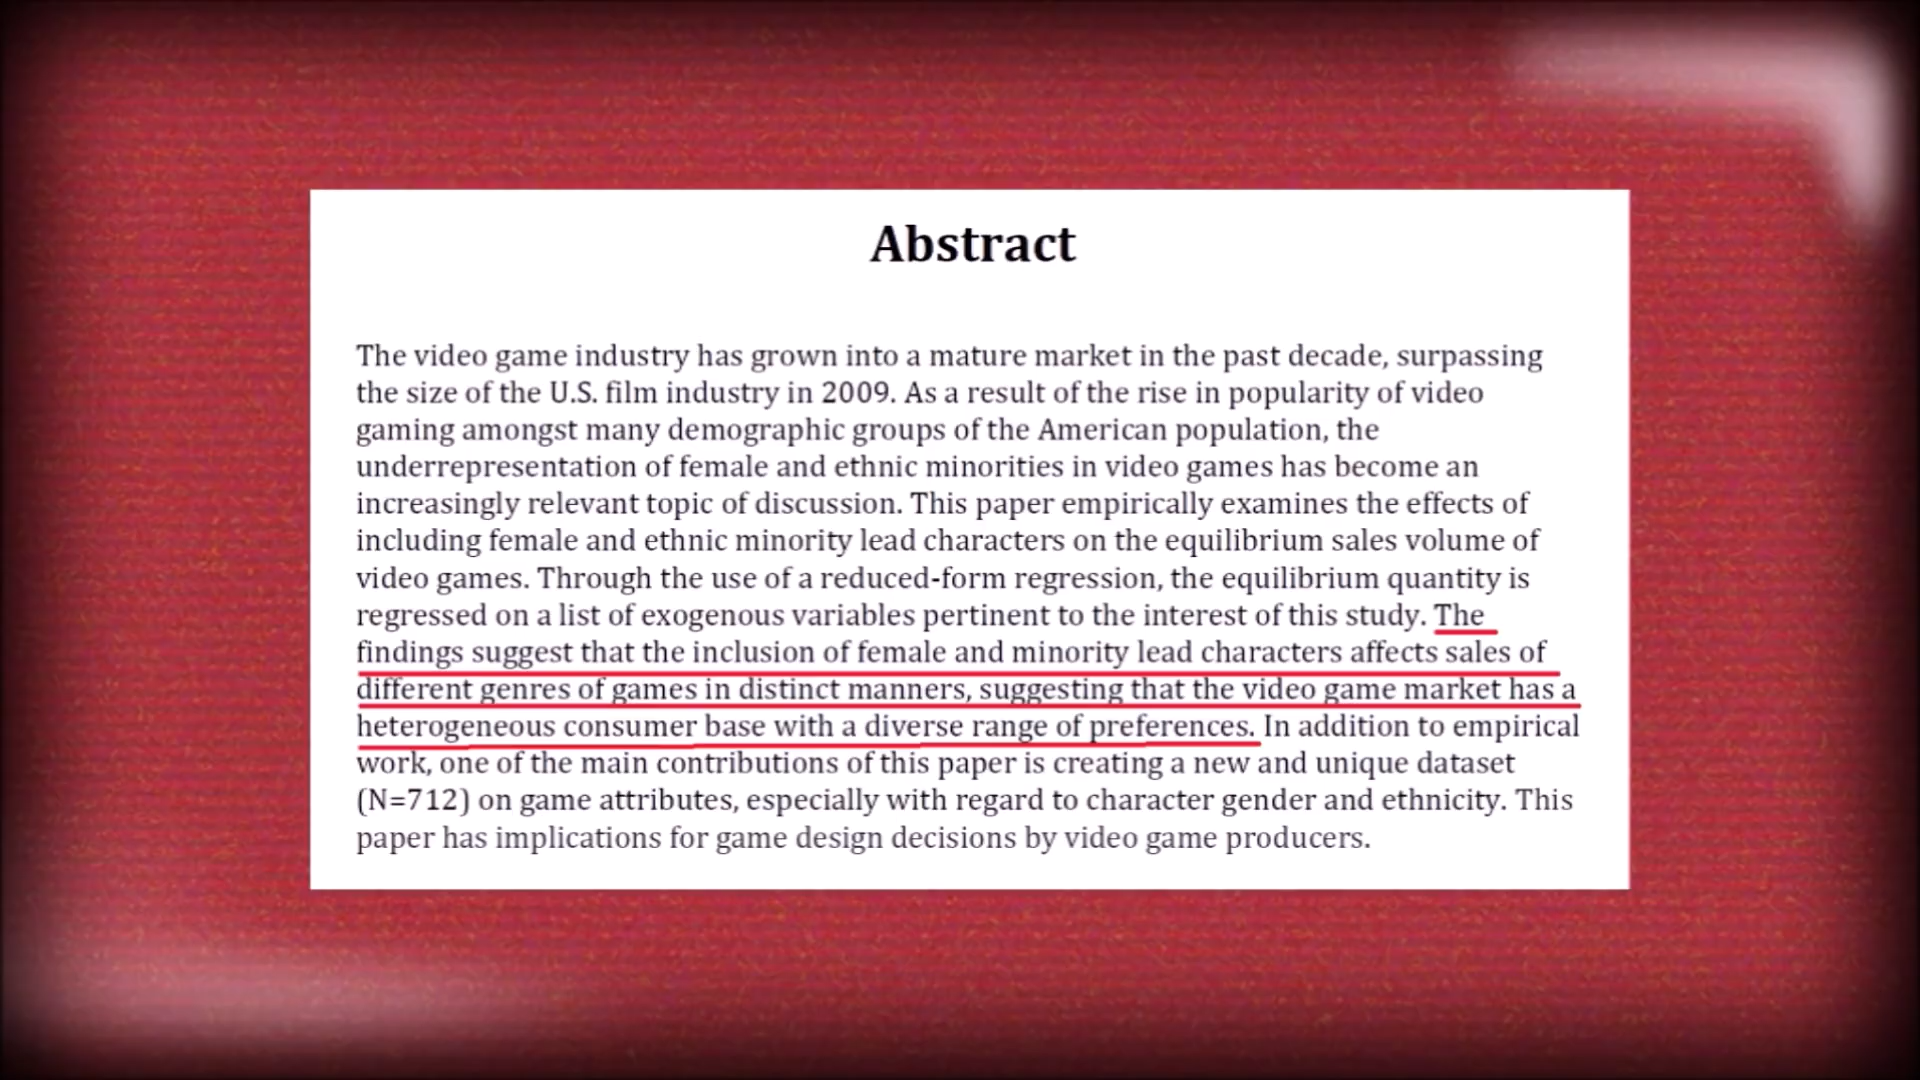 Abstract
The video game industry has grown into a mature market in the past decade, surpassing
the size of the U.S. film industry in 2009. As a result of the rise in popularity of video
gaming amongst many demographic groups of the American population, the
underrepresentation of female and ethnic minorities in video games has become an
increasingly relevant topic of discussion. This paper empirically examines the effects of
including female and ethnic minority lead characters on the equilibrium sales volume of
video games. Through the use of a reduced-form regression, the equilibrium quantity is
regressed on a list of exogenous variables pertinent to the interest of this study. The
findings suggest that the inclusion of female and minority lead characters affects sales of
different genres of games in distinct manners, suggesting that the video game market has a
heterogeneous consumer base with a diverse range of preferences. In addition to empirical
work, one of the main contributions of this paper is creating a new and unique dataset
(N=712) on game attributes, especially with regard to character gender and ethnicity. This
paper has implications for game design decisions by video game producers.